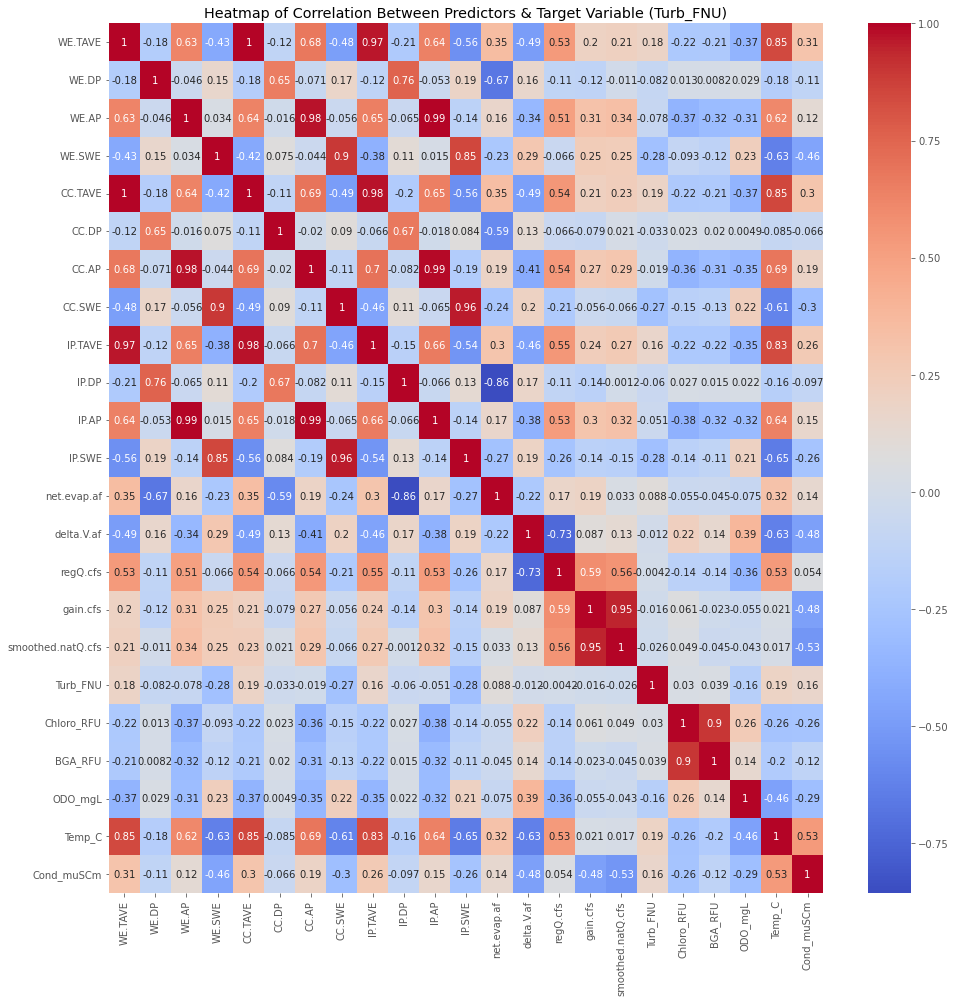 Heatmap of Correlation Between Predictors & Target Variable (Turb_FNU)
WE.TAVE 1 -0.18 0.63 -0.43 1 -0.12 0.68 -0.48 0.97 -0.21 0.64 -0.56 0.35 -0.49 0.53 0.2 0.21 0.18 -0.22 -0.21 -0.37 0.85 0.31
WE.DP -0.18 1 -0.046 0.15 -0.18 0.65 -0.071 0.17 -0.12 0.76 -0.053 0.19 -0.67 0.16 -0.11 -0.12 -0.011 -0.082 0.013 0.0082 0.029 -0.18 -0.11
WE.AP 0.63 -0.046 1 0.034 0.64 -0.016 0.98 -0.056 0.65 -0.065 0.99 -0.14 0.16 -0.34 0.51 0.31 0.34 -0.078 -0.37 -0.32 -0.31 0.62 0.12
WE.SWE -0.43 0.15 0.034 1 -0.42 0.075 -0.044 0.9 -0.38 0.11 0.015 0.85 -0.23 0.29 -0.066 0.25 0.25 -0.28 -0.093 -0.12 0.23 -0.63 -0.46
CC.TAVE 1 -0.18 0.64 -0.42 1 -0.11 0.69 -0.49 0.98 -0.2 0.65 -0.56 0.35 -0.49 0.54 0.21 0.23 0.19 -0.22 -0.21 -0.37 0.85 0.3
CC.DP -0.12 0.65 -0.016 0.075 -0.11 1 -0.02 0.09 -0.066 0.67 -0.018 0.084 -0.59 0.13 -0.066 -0.079 0.021 -0.033 0.023 0.02 0.0049 -0.085 -0.066
CC.AP 0.68 -0.071 0.98 -0.044 0.69 -0.02 1 -0.11 0.7 -0.082 0.99 -0.19 0.19 -0.41 0.54 0.27 0.29 -0.019 -0.36 -0.31 -0.35 0.69 0.19
CC.SWE -0.48 0.17 -0.056 0.9 -0.49 0.09 -0.11 1 -0.46 0.11 -0.065 0.96 -0.24 0.2 -0.21 -0.056 -0.066 -0.27 -0.15 -0.13 0.22 -0.61 -0.3
IP.TAVE 0.97 -0.12 0.65 -0.38 0.98 -0.066 0.7 -0.46 1 -0.15 0.66 -0.54 0.3 -0.46 0.55 0.24 0.27 0.16 -0.22 -0.22 -0.35 0.83 0.26
IP.DP -0.21 0.76 -0.065 0.11 -0.2 0.67 -0.082 0.11 -0.15 1 -0.066 0.13 -0.86 0.17 -0.11 -0.14 -0.0012 -0.06 0.027 0.015 0.022 -0.16 -0.097
IP.AP 0.64 -0.053 0.99 0.015 0.65 -0.018 0.99 -0.065 0.66 -0.066 1 -0.14 0.17 -0.38 0.53 0.3 0.32 -0.051 -0.38 -0.32 -0.32 0.64 0.15
IP.SWE -0.56 0.19 -0.14 0.85 -0.56 0.084 -0.19 0.96 -0.54 0.13 -0.14 1 -0.27 0.19 -0.26 -0.14 -0.15 -0.28 -0.14 -0.11 0.21 -0.65 -0.26
net.evap.af 0.35 -0.67 0.16 -0.23 0.35 -0.59 0.19 -0.24 0.3 -0.86 0.17 -0.27 1 -0.22 0.17 0.19 0.033 0.088 -0.055 -0.045 -0.075 0.32 0.14
delta.V.af -0.49 0.16 -0.34 0.29 -0.49 0.13 -0.41 0.2 -0.46 0.17 -0.38 0.19 -0.22 1 -0.73 0.087 0.13 -0.012 0.22 0.14 0.39 -0.63 -0.48
regQ.cfs 0.53 -0.11 0.51 -0.066 0.54 -0.066 0.54 -0.21 0.55 -0.11 0.53 -0.26 0.17 -0.73 1 0.59 0.56 -0.0042 -0.14 -0.14 -0.36 0.53 0.054
gain.cfs 0.2 -0.12 0.31 0.25 0.21 -0.079 0.27 -0.056 0.24 -0.14 0.3 -0.14 0.19 0.087 0.59 1 0.95 -0.016 0.061 -0.023 -0.055 0.021 -0.48
smoothed.natQ.cfs 0.21 -0.011 0.34 0.25 0.23 0.021 0.29 -0.066 0.27 -0.0012 0.32 -0.15 0.033 0.13 0.56 0.95 1 -0.026 0.049 -0.045 -0.043 0.017 -0.53
Turb_FNU 0.18 -0.082 -0.078 -0.28 0.19 -0.033 -0.019 -0.27 0.16 -0.06 -0.051 -0.28 0.088 -0.012 -0.0042 -0.016 -0.026 1 0.03 0.039 -0.16 0.19 0.16
Chloro_RFU -0.22 0.013 -0.37 -0.093 -0.22 0.023 -0.36 -0.15 -0.22 0.027 -0.38 -0.14 -0.055 0.22 -0.14 0.061 0.049 0.03 1 0.9 0.26 -0.26 -0.26
BGA_RFU -0.21 0.0082 -0.32 -0.12 -0.21 0.02 -0.31 -0.13 -0.22 0.015 -0.32 -0.11 -0.045 0.14 -0.14 -0.023 -0.045 0.039 0.9 1 0.14 -0.2 -0.12
ODO_mgL -0.37 0.029 -0.31 0.23 -0.37 0.0049 -0.35 0.22 -0.35 0.022 -0.32 0.21 -0.075 0.39 -0.36 -0.055 -0.043 -0.16 0.26 0.14 1 -0.46 -0.29
Temp_C 0.85 -0.18 0.62 -0.63 0.85 -0.085 0.69 -0.61 0.83 -0.16 0.64 -0.65 0.32 -0.63 0.53 0.021 0.017 0.19 -0.26 -0.2 -0.46 1 0.53
Cond_muSCm 0.31 -0.11 0.12 -0.46 0.3 -0.066 0.19 -0.3 0.26 -0.097 0.15 -0.26 0.14 -0.48 0.054 -0.48 -0.53 0.16 -0.26 -0.12 -0.29 0.53 1
WE.TAVE WE.DP WE.AP WE.SWE CC.TAVE CC.DP CC.AP CC.SWE IP.TAVE IP.DP IP.AP IP.SWE net.evap.af delta.V.af regQ.cfs gain.cfs smoothed.natQ.cfs Turb_FNU Chloro_RFU BGA_RFU ODO_mgL Temp_C Cond_muSCm
1.00
0.75
0.50
0.25
0.00
−0.25
−0.50
−0.75